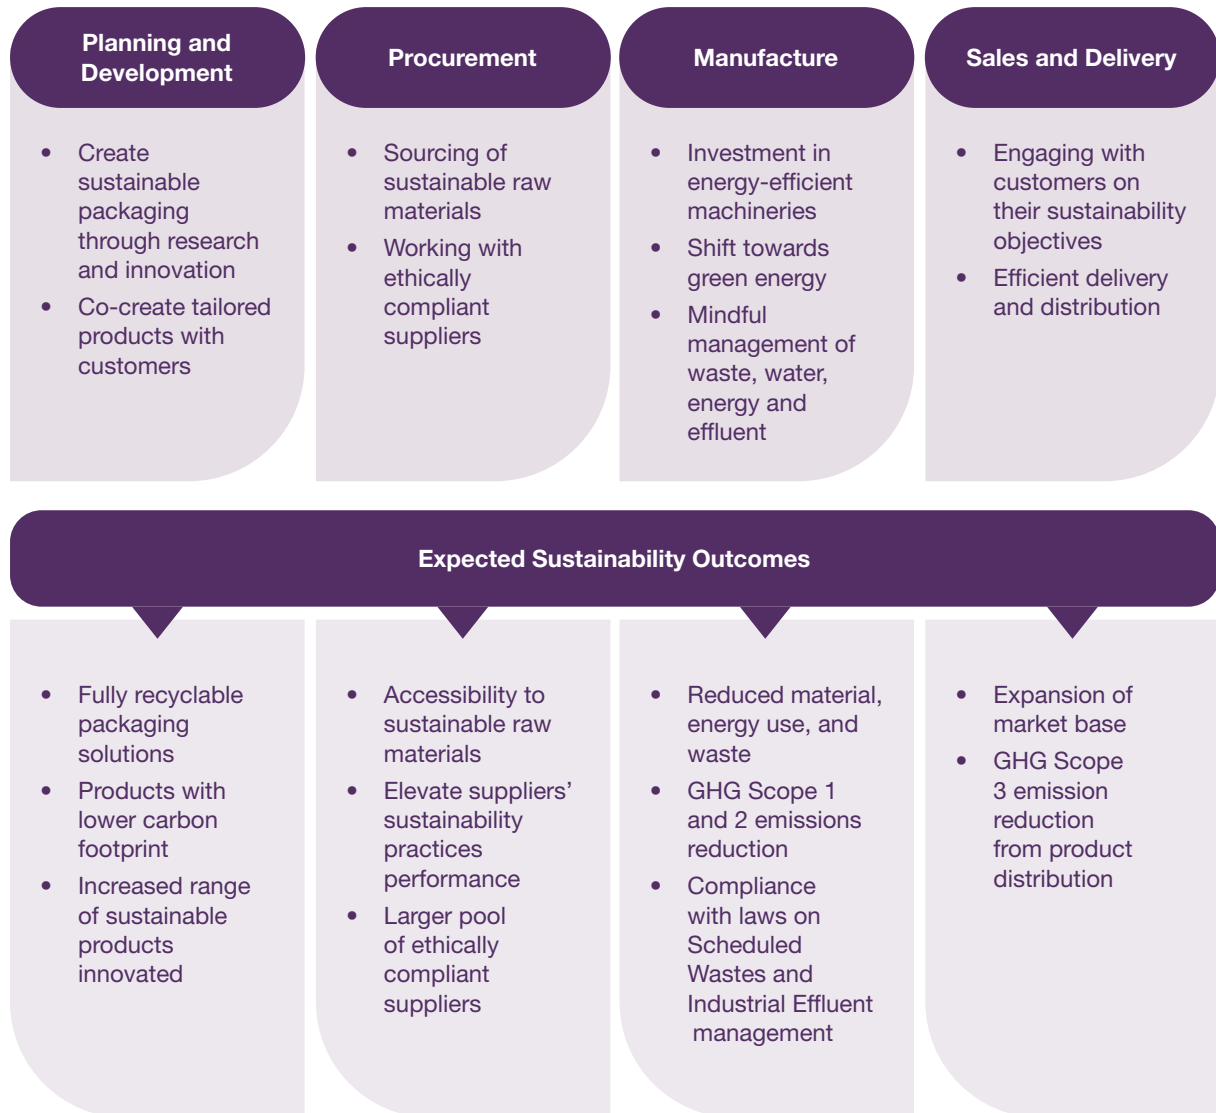 Planning and
Development
• Create
sustainable
packaging
through research
and innovation
• Co-create tailored
products with
customers
Procurement
• Sourcing of
sustainable raw
materials
• Working with
ethically
compliant
suppliers
Manufacture
• Investment in
energy-efficient
machineries
• Shift towards
green energy
• Mindful
management of
waste, water,
energy and
effluent
Sales and Delivery
• Engaging with
customers on
their sustainability
objectives
• Efficient delivery
and distribution
Expected Sustainability Outcomes
• Fully recyclable
packaging
solutions
• Products with
lower carbon
footprint
• Increased range
of sustainable
products
innovated
• Accessibility to
sustainable raw
materials
• Elevate suppliers’
sustainability
practices
performance
• Larger pool
of ethically
compliant
suppliers
• Reduced material,
energy use, and
waste
• GHG Scope 1
and 2 emissions
reduction
• Compliance
with laws on
Scheduled
Wastes and
Industrial Effluent
management
• Expansion of
market base
• GHG Scope
3 emission
reduction
from product
distribution